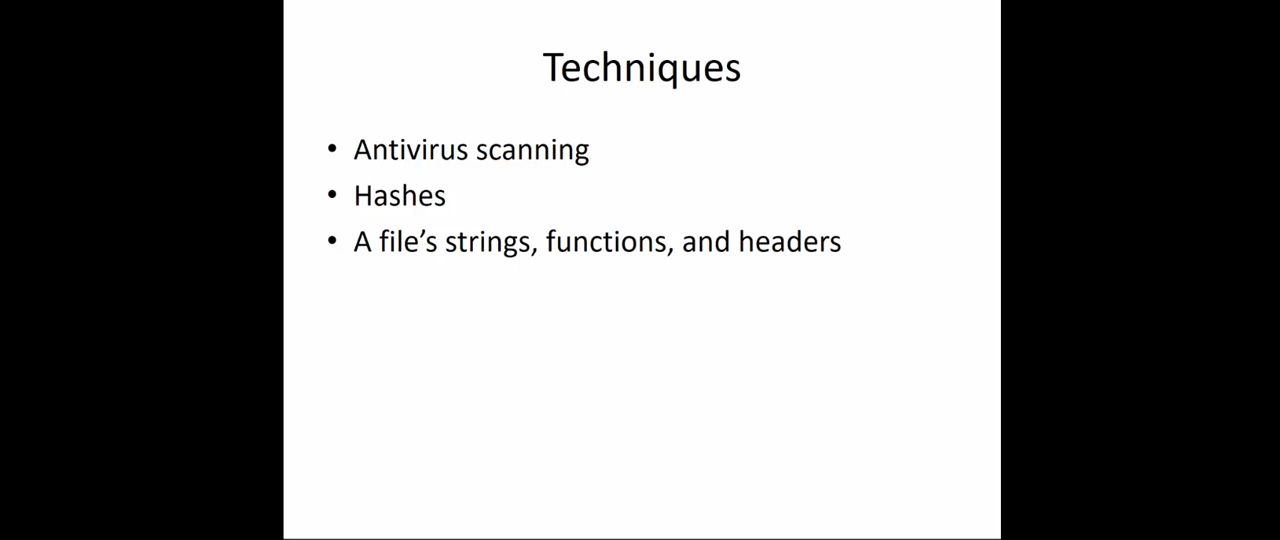 Techniques
• Antivirus scanning
• Hashes
• A file’s strings, functions, and headers